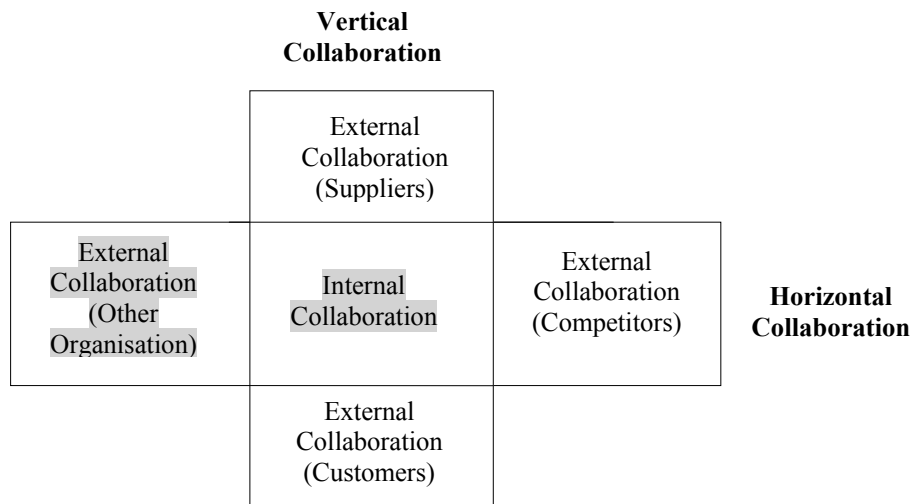 Vertical
Collaboration
External
Collaboration
(Suppliers)
External
Collaboration
(Other
Organisation)
Internal
Collaboration
External
Collaboration
(Competitors)
Horizontal
Collaboration
External
Collaboration
(Customers)